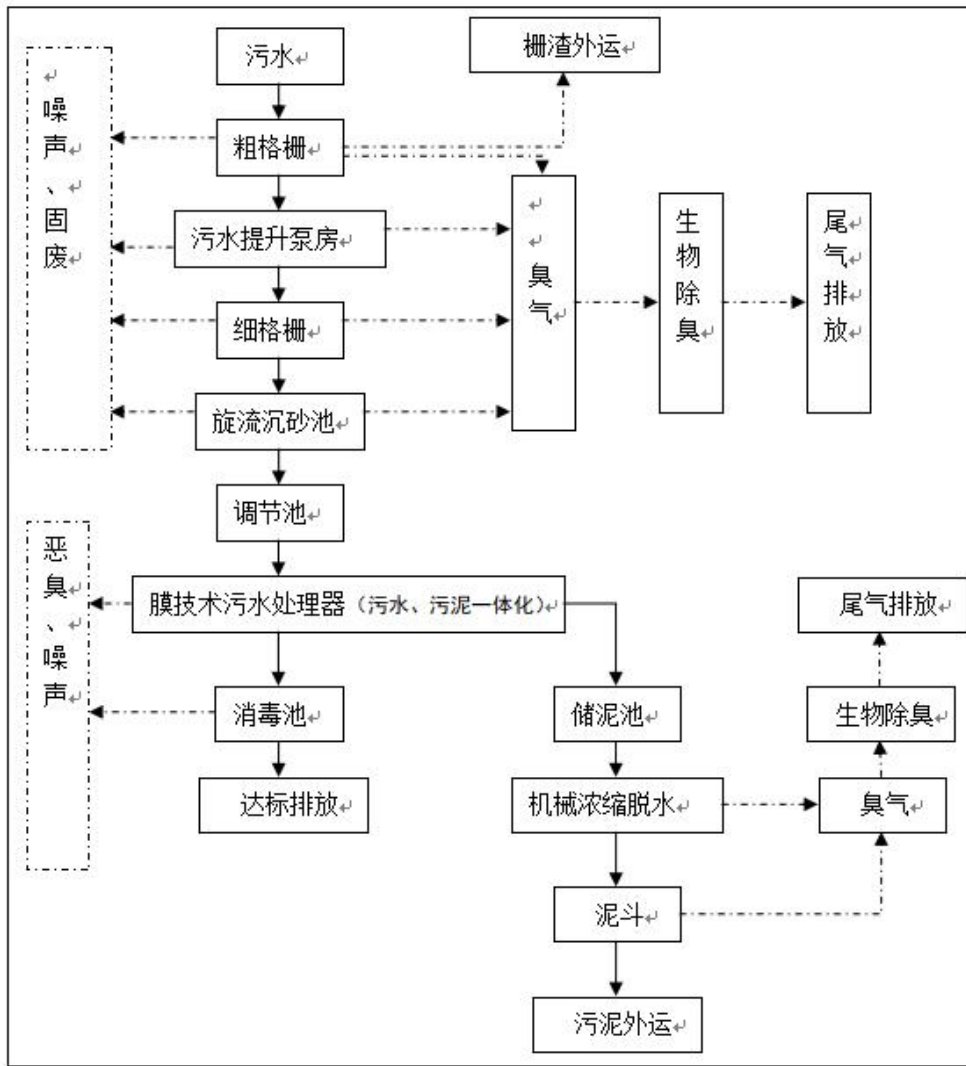 污水
栅渣外运
噪声、固废
粗格栅
污水提升泵房
臭气
生物除臭
尾气排放
细格栅
旋流沉砂池
调节池
恶臭、噪声
膜技术污水处理器（污水、污泥一体化）
尾气排放
消毒池
储泥池
生物除臭
达标排放
机械浓缩脱水
臭气
泥斗
污泥外运